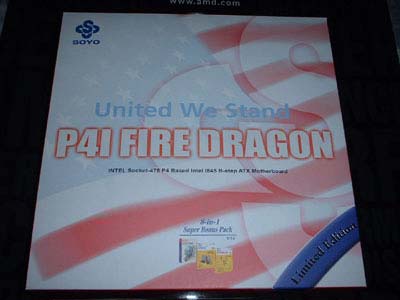 www.amd.com
SOYO
United We Stand
P4I FIRE DRAGON
INTEL Socket-478 P4 Based Intel i845 B-step ATX Motherboard
8-in-1
Super Bonus Pack
Limited Edition